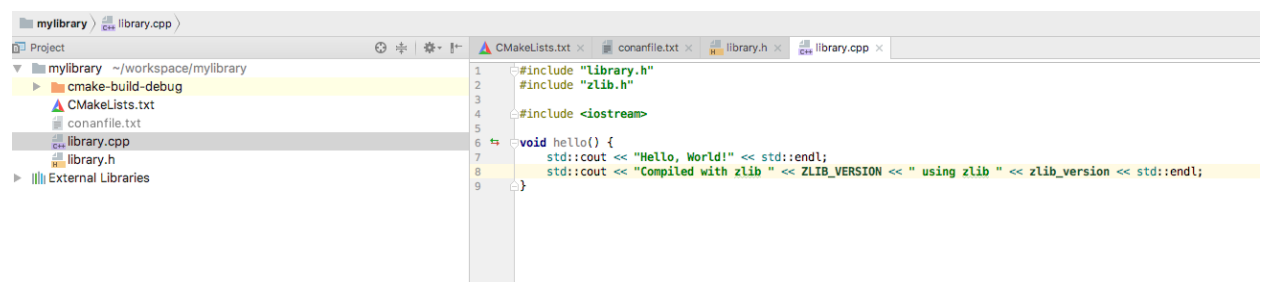 mylibrary library.cpp
Project
CMakeLists.txt conanfile.txt library.h library.cpp
mylibrary ~/workspace/mylibrary
cmake-build-debug
CMakeLists.txt
conanfile.txt
library.cpp
library.h
External Libraries
1 #include "library.h"
2 #include "zlib.h"
3
4 #include <iostream>
5
6 void hello() {
7 std::cout << "Hello, World!" << std::endl;
8 std::cout << "Compiled with zlib " << ZLIB_VERSION << " using zlib " << zlib_version << std::endl;
9 }